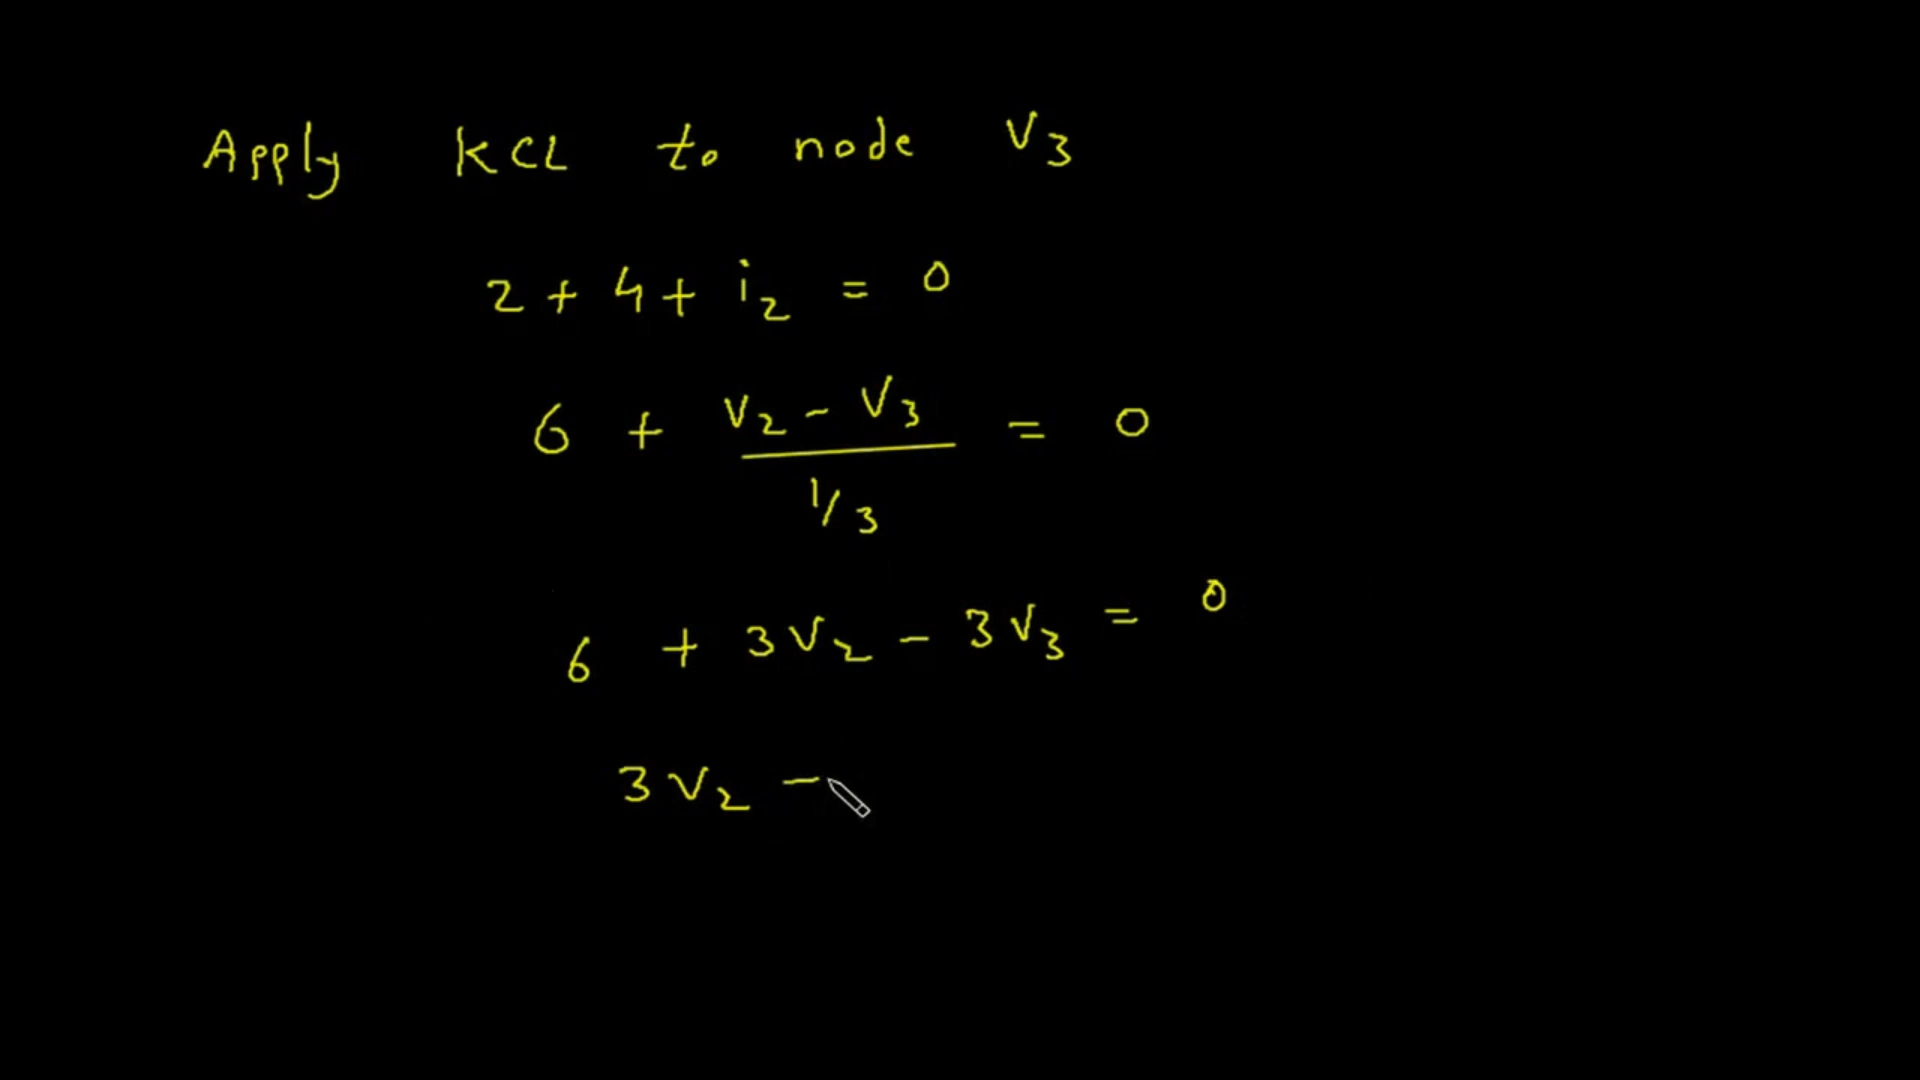 Apply KCL to node V3
2 + 4 + i2 = 0
6 + V2 - V3 = 0
1/3
6 + 3V2 - 3V3 = 0
3V2 -